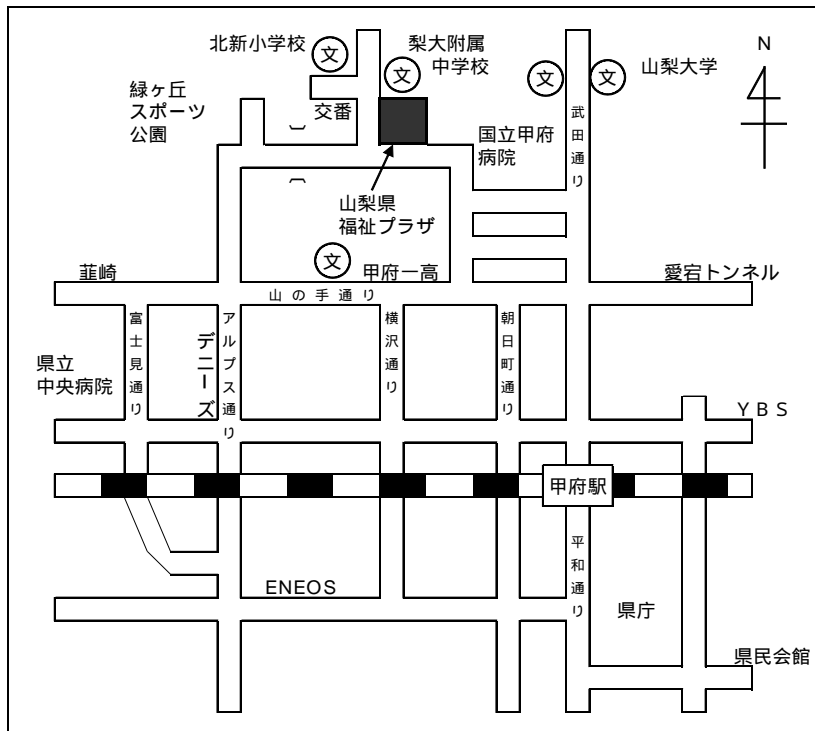 北新小学校
文
梨大附属
中学校
文
文
文
山梨大学
N
緑ヶ丘
スポーツ
公園
交番
国立甲府
病院
武田通り
山梨県
福祉プラザ
文
韮崎
甲府一高
愛宕トンネル
山の手通り
富士見通り
アルプス通り
デニーズ
横沢通り
朝日町通り
県立
中央病院
YBS
甲府駅
平和通り
ENEOS
県庁
県民会館